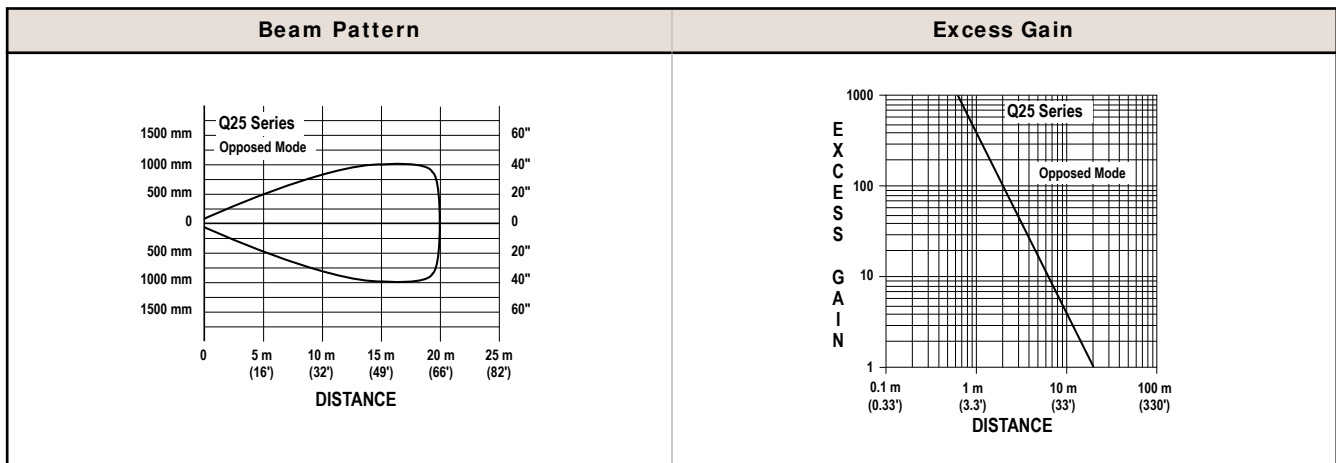 Beam Pattern
Excess Gain
Q25 Series
Opposed Mode
1500 mm
1000 mm
500 mm
0
500 mm
1000 mm
1500 mm
60"
40"
20"
0
20"
40"
60"
0 5 m 10 m 15 m 20 m 25 m
(16') (32') (49') (66') (82')
DISTANCE
EXCESS GAIN
1000
100
10
1
Q25 Series
Opposed Mode
0.1 m 1 m 10 m 100 m
(0.33') (3.3') (33') (330')
DISTANCE